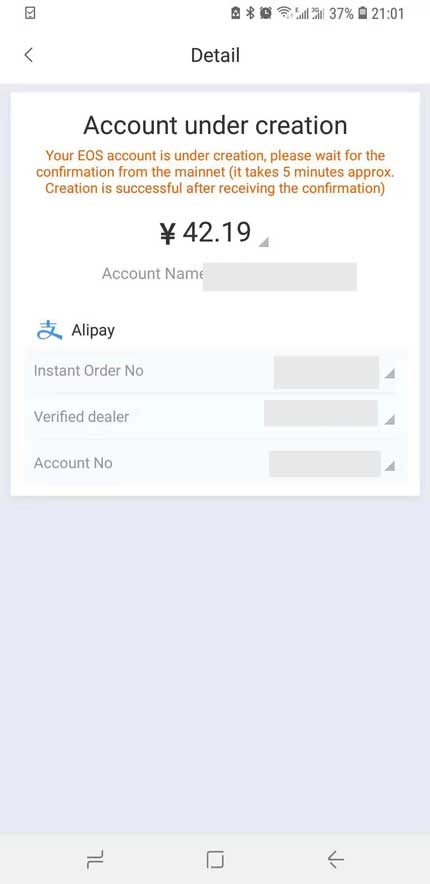 37% 21:01
Detail
Account under creation
Your EOS account is under creation, please wait for the
confirmation from the mainnet (it takes 5 minutes approx.
Creation is successful after receiving the confirmation)
¥ 42.19
Account Name
支 Alipay
Instant Order No
Verified dealer
Account No